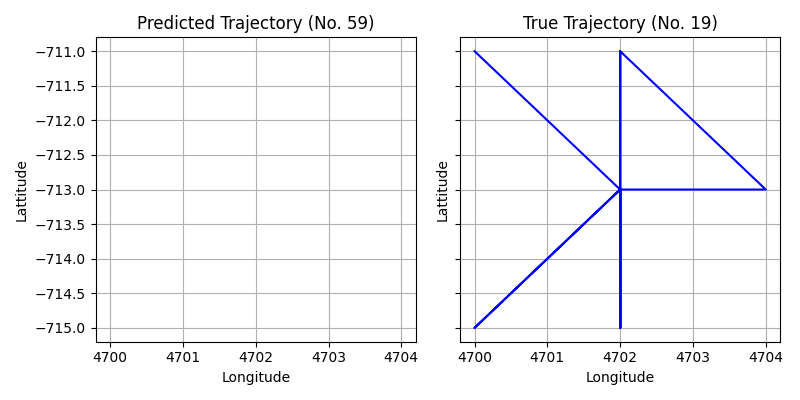 Predicted Trajectory (No. 59)
True Trajectory (No. 19)
−711.0
−711.5
−712.0
−712.5
−713.0
−713.5
−714.0
−714.5
−715.0
Lattitude
Lattitude
4700 4701 4702 4703 4704
4700 4701 4702 4703 4704
Longitude
Longitude